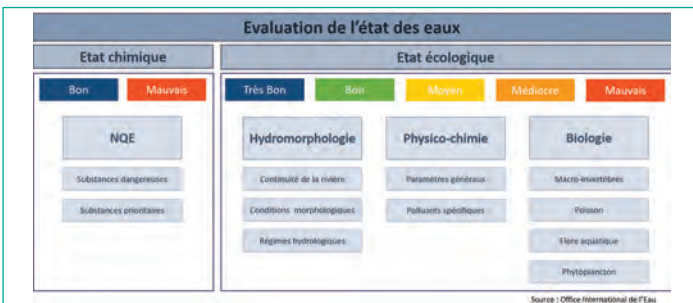 Evaluation de l'état des eaux
Etat chimique
Etat écologique
Bon
Mauvais
Très Bon
Bon
Moyen
Médiocre
Mauvais
NQE
Hydromorphologie
Physico-chimie
Biologie
Substances dangereuses
Continuité de la rivière
Paramètres généraux
Macro-invertébrés
Substances prioritaires
Conditions morphologiques
Polluants spécifiques
Poisson
Régimes hydrologiques
Flore aquatique
Phytoplancton
Source : Office International de l'Eau